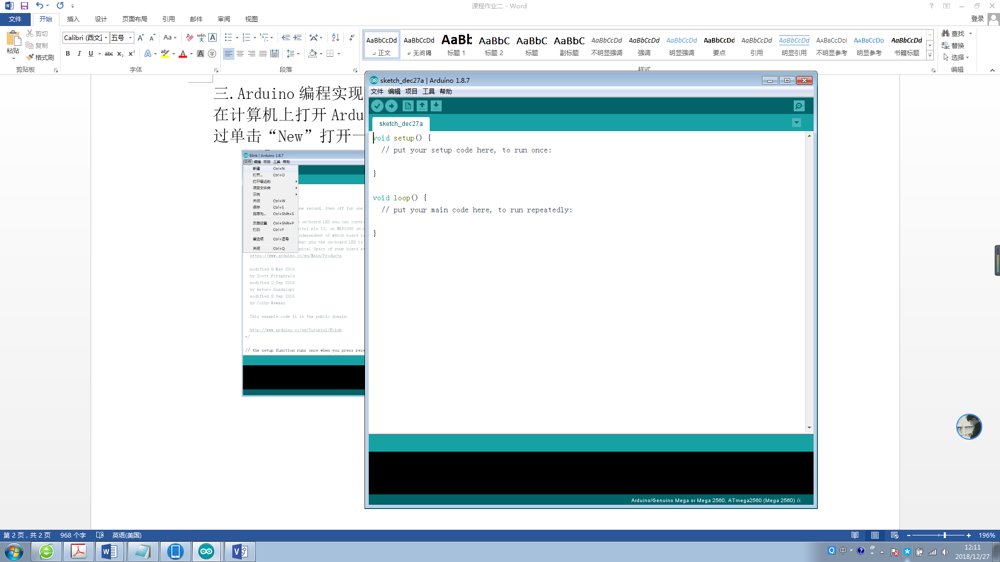 课程作业二 - Word
文件 开始 插入 设计 页面布局 引用 邮件 审阅 视图 登录
粘贴 剪切 复制 格式刷
Calibri (西文正 五号
AaBbCcDd AaBbCcDd AaBb AaBbC AaBbC AaBbC AaBbCcDd AaBbCcDd AaBbCcDd AaBbCcDd AaBbCcDd AaBbCcDd AaBbCcDd AaBbCcDd AaBbCcDd
正文 无间隔 标题 1 标题 2 标题 副标题 不明显强调 强调 明显强调 要点 引用 明显引用 不明显参考 明显参考 书籍标题
查找 替换 选择
剪贴板 字体 段落 样式 编辑
三.Arduino 编程实现
在计算机上打开 Ardu
过单击“New”打开一
Blink | Arduino 1.8.7
文件 编辑 项目 工具 帮助
新建 Ctrl+N
打开... Ctrl+O
打开最近的
项目文件夹
示例
关闭 Ctrl+W
保存 Ctrl+S
另存为... Ctrl+Shift+S
页面设置 Ctrl+Shift+P
打印 Ctrl+P
首选项 Ctrl+逗号
关闭 Ctrl+Q
one second, then off for one
on-board LED you can contro
gital pin 13, on MKR1000 on p
ndependent of which board is
hat pin the on-board LED is
nical Specs of your board at
https://www.arduino.cc/en/Main/Products
modified 8 May 2014
by Scott Fitzgerald
modified 2 Sep 2016
by Arturo Guadalupi
modified 8 Sep 2016
by Colby Newman
This example code is in the public domain.
http://www.arduino.cc/en/Tutorial/Blink
*/
// the setup function runs once when you press rese
sketch_dec27a | Arduino 1.8.7
文件 编辑 项目 工具 帮助
sketch_dec27a
void setup() {
// put your setup code here, to run once:
}
void loop() {
// put your main code here, to run repeatedly:
}
Arduino/Genuino Mega or Mega 2560, ATmega2560 (Mega 2560) 在
第 2 页，共 2 页 968 个字 英语(美国) 196%
中 12:11
2018/12/27